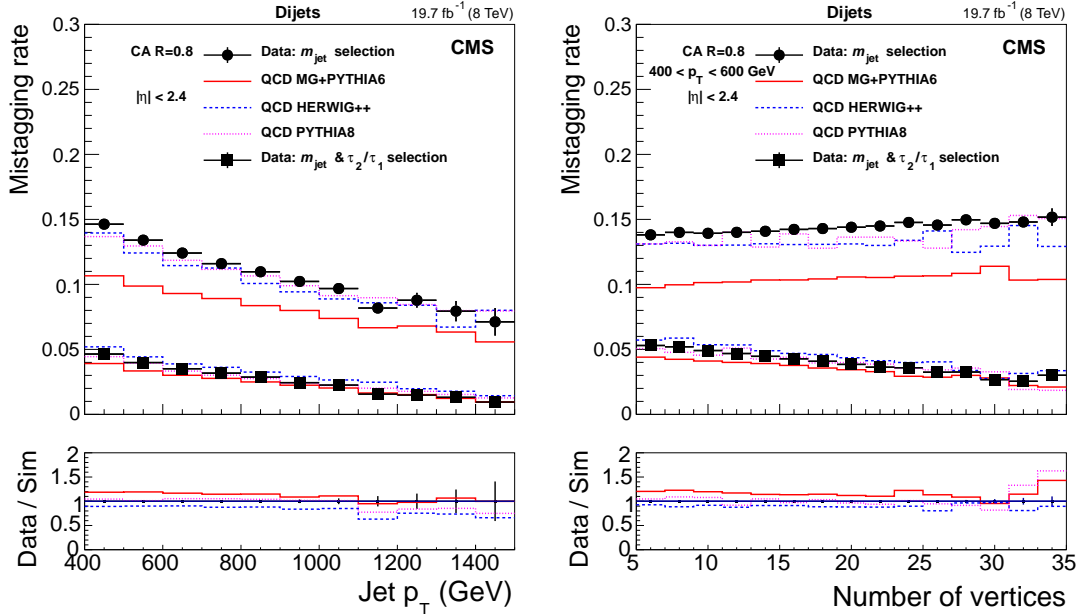 Dijets
19.7 fb⁻¹ (8 TeV)
Mistagging rate
0.3
0.25
0.2
0.15
0.1
0.05
0
CA R=0.8
|η| < 2.4
CMS
Data: m_jet selection
QCD MG+PYTHIA6
QCD HERWIG++
QCD PYTHIA8
Data: m_jet & τ₂/τ₁ selection
Data / Sim
2
1.5
1
0.5
0
400 600 800 1000 1200 1400
Jet p_T (GeV)
Dijets
19.7 fb⁻¹ (8 TeV)
Mistagging rate
0.3
0.25
0.2
0.15
0.1
0.05
0
CA R=0.8
400 < p_T < 600 GeV
|η| < 2.4
CMS
Data: m_jet selection
QCD MG+PYTHIA6
QCD HERWIG++
QCD PYTHIA8
Data: m_jet & τ₂/τ₁ selection
Data / Sim
2
1.5
1
0.5
0
5 10 15 20 25 30 35
Number of vertices